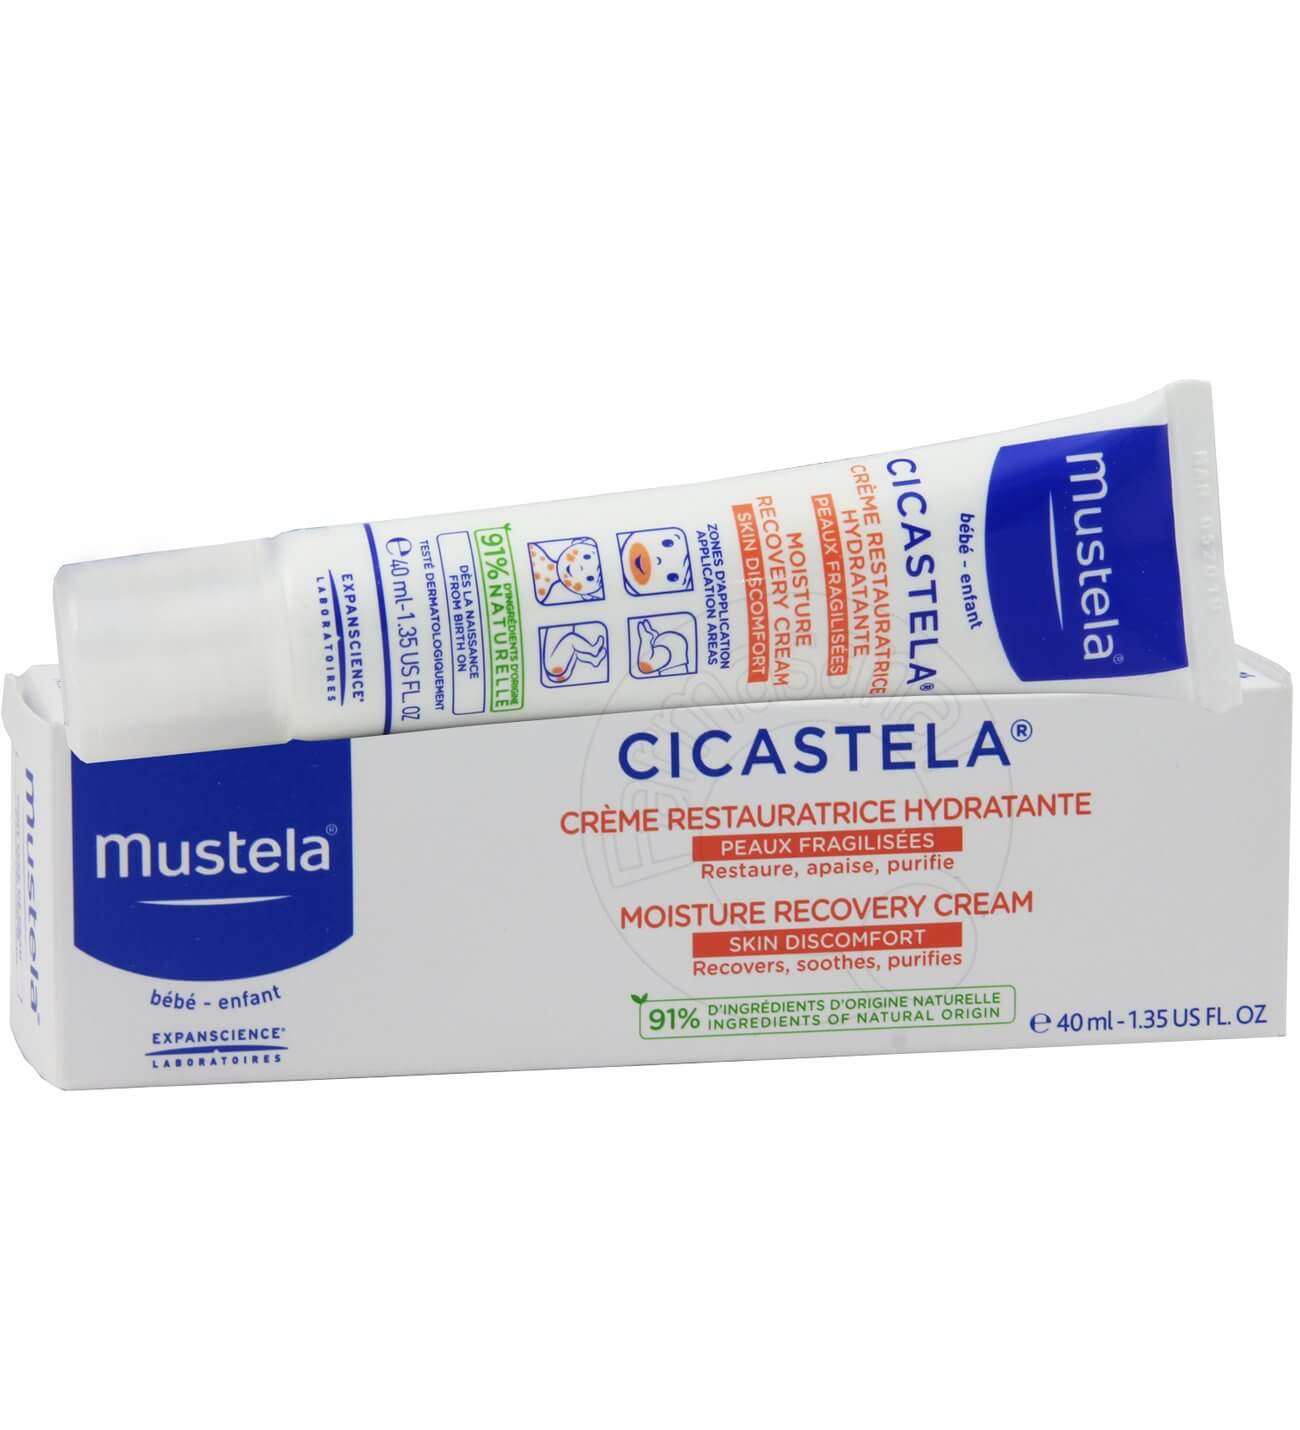 mustela®
bébé - enfant
CICASTELA®
CRÈME RESTAURATRICE
HYDRATANTE
PEAUX FRAGILISÉES
MOISTURE
RECOVERY CREAM
SKIN DISCOMFORT
ZONES D'APPLICATION
APPLICATION AREAS
91% D'INGRÉDIENTS D'ORIGINE
NATURELLE
DÈS LA NAISSANCE
FROM BIRTH ON
TESTÉ DERMATOLOGIQUEMENT
e 40 ml - 1.35 US FL. OZ
EXPANSCIENCE®
LABORATOIRES
mustela®
mustela®
bébé - enfant
EXPANSCIENCE®
LABORATOIRES
CICASTELA®
CRÈME RESTAURATRICE HYDRATANTE
PEAUX FRAGILISÉES
Restaure, apaise, purifie
MOISTURE RECOVERY CREAM
SKIN DISCOMFORT
Recovers, soothes, purifies
91% D'INGRÉDIENTS D'ORIGINE NATURELLE
INGREDIENTS OF NATURAL ORIGIN
e 40 ml - 1.35 US FL. OZ